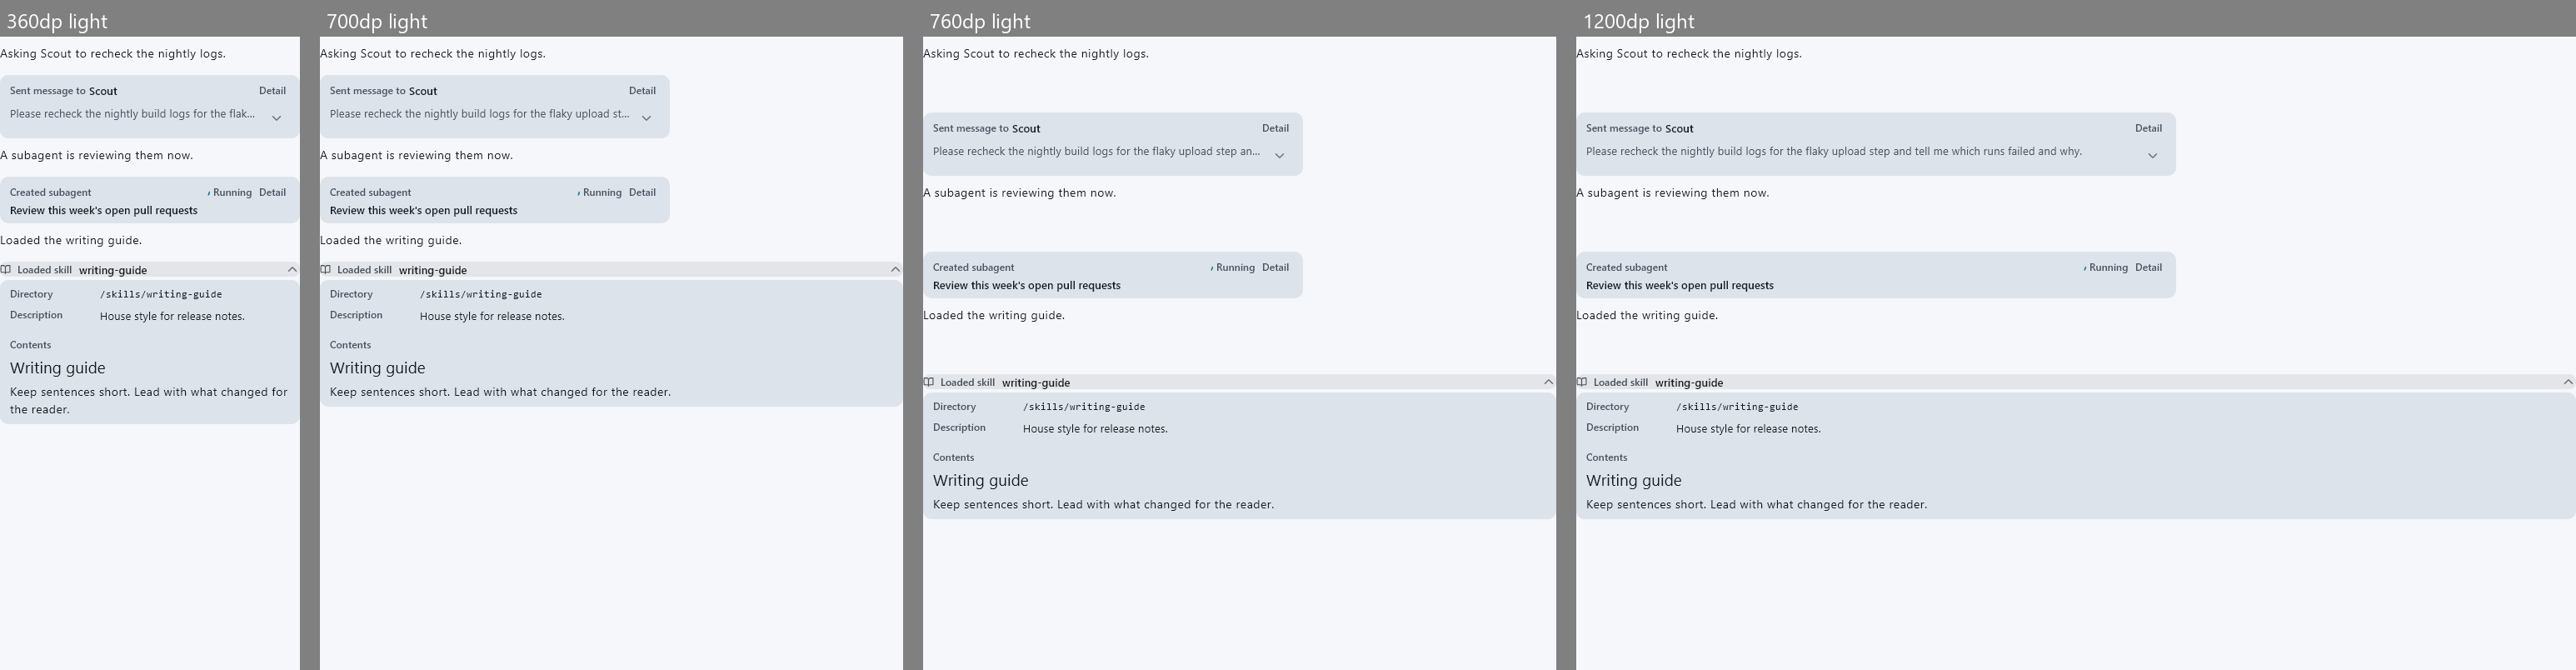 360dp light
Asking Scout to recheck the nightly logs.
Sent message to Scout Detail
Please recheck the nightly build logs for the flak...
A subagent is reviewing them now.
Created subagent Running Detail
Review this week's open pull requests
Loaded the writing guide.
Loaded skill writing-guide
Directory /skills/writing-guide
Description House style for release notes.
Contents
Writing guide
Keep sentences short. Lead with what changed for
the reader.
700dp light
Asking Scout to recheck the nightly logs.
Sent message to Scout Detail
Please recheck the nightly build logs for the flaky upload st...
A subagent is reviewing them now.
Created subagent Running Detail
Review this week's open pull requests
Loaded the writing guide.
Loaded skill writing-guide
Directory /skills/writing-guide
Description House style for release notes.
Contents
Writing guide
Keep sentences short. Lead with what changed for the reader.
760dp light
Asking Scout to recheck the nightly logs.
Sent message to Scout Detail
Please recheck the nightly build logs for the flaky upload step an...
A subagent is reviewing them now.
Created subagent Running Detail
Review this week's open pull requests
Loaded the writing guide.
Loaded skill writing-guide
Directory /skills/writing-guide
Description House style for release notes.
Contents
Writing guide
Keep sentences short. Lead with what changed for the reader.
1200dp light
Asking Scout to recheck the nightly logs.
Sent message to Scout Detail
Please recheck the nightly build logs for the flaky upload step and tell me which runs failed and why.
A subagent is reviewing them now.
Created subagent Running Detail
Review this week's open pull requests
Loaded the writing guide.
Loaded skill writing-guide
Directory /skills/writing-guide
Description House style for release notes.
Contents
Writing guide
Keep sentences short. Lead with what changed for the reader.